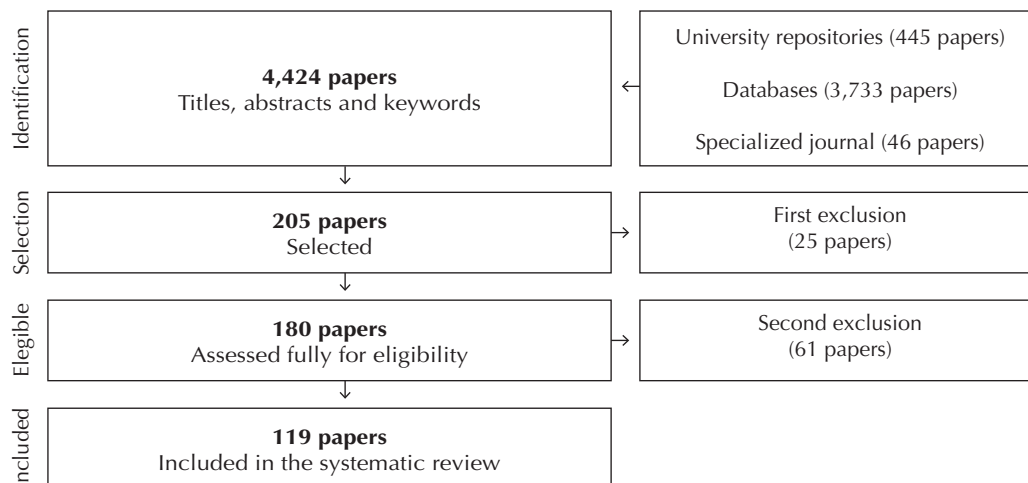 Identification
4,424 papers
Titles, abstracts and keywords
University repositories (445 papers)
Databases (3,733 papers)
Specialized journal (46 papers)
Selection
205 papers
Selected
First exclusion
(25 papers)
Elegible
180 papers
Assessed fully for eligibility
Second exclusion
(61 papers)
ncluded
119 papers
Included in the systematic review